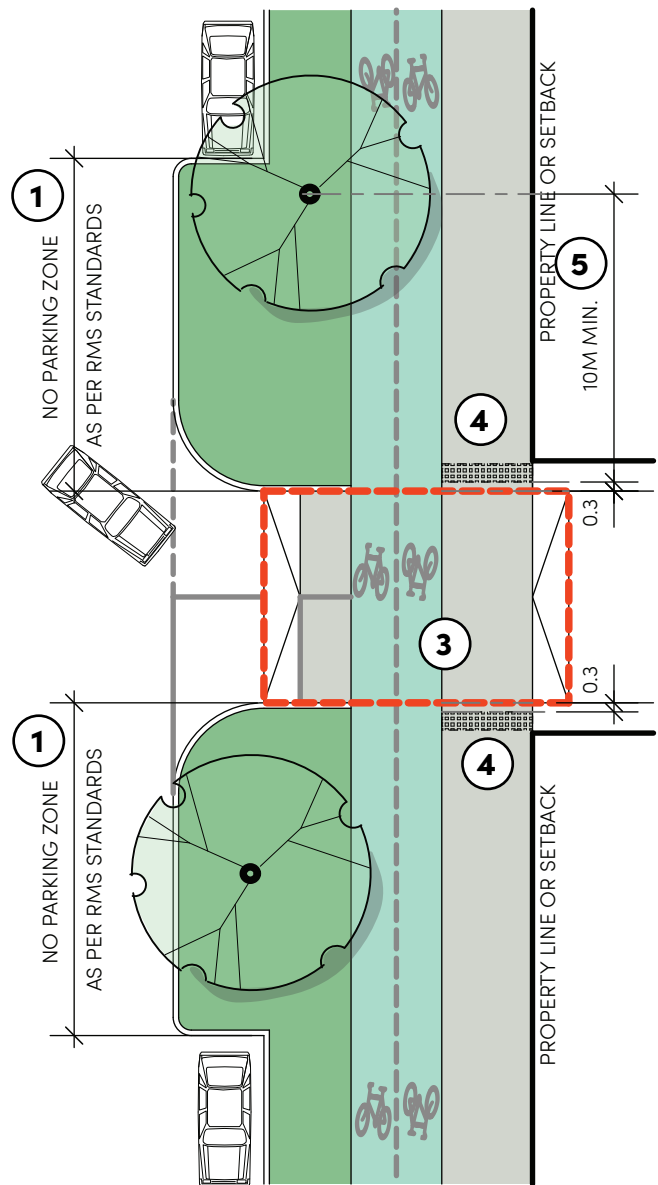 1
NO PARKING ZONE
AS PER RMS STANDARDS
PROPERTY LINE OR SETBACK
5
10M MIN.
4
0.3
3
0.3
1
NO PARKING ZONE
AS PER RMS STANDARDS
4
PROPERTY LINE OR SETBACK